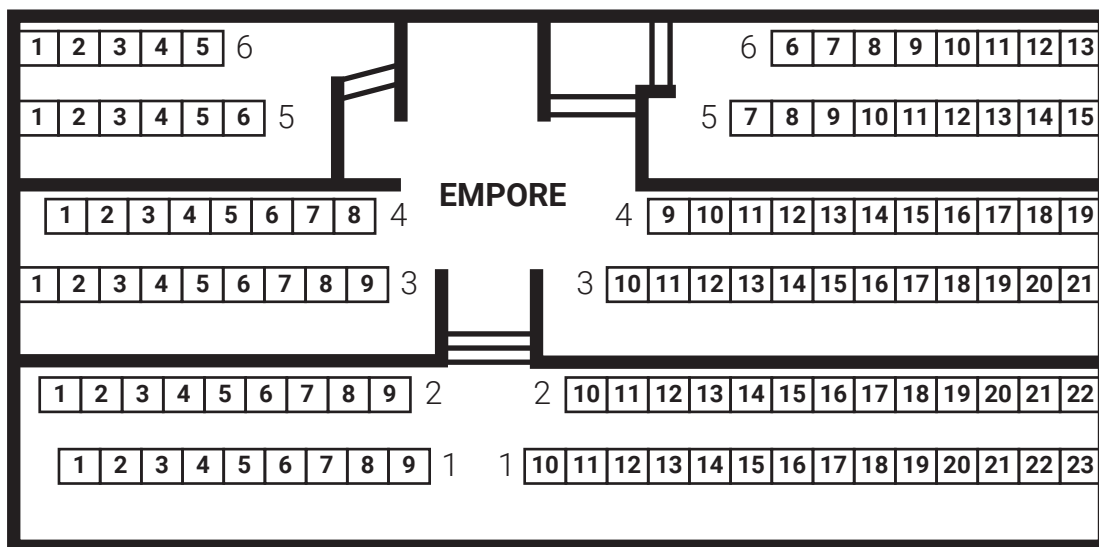 1 2 3 4 5 6 6 6 7 8 9 10 11 12 13
1 2 3 4 5 6 5 5 7 8 9 10 11 12 13 14 15
EMPORE
1 2 3 4 5 6 7 8 4 4 9 10 11 12 13 14 15 16 17 18 19
1 2 3 4 5 6 7 8 9 3 3 10 11 12 13 14 15 16 17 18 19 20 21
1 2 3 4 5 6 7 8 9 2 2 10 11 12 13 14 15 16 17 18 19 20 21 22
1 2 3 4 5 6 7 8 9 1 1 10 11 12 13 14 15 16 17 18 19 20 21 22 23